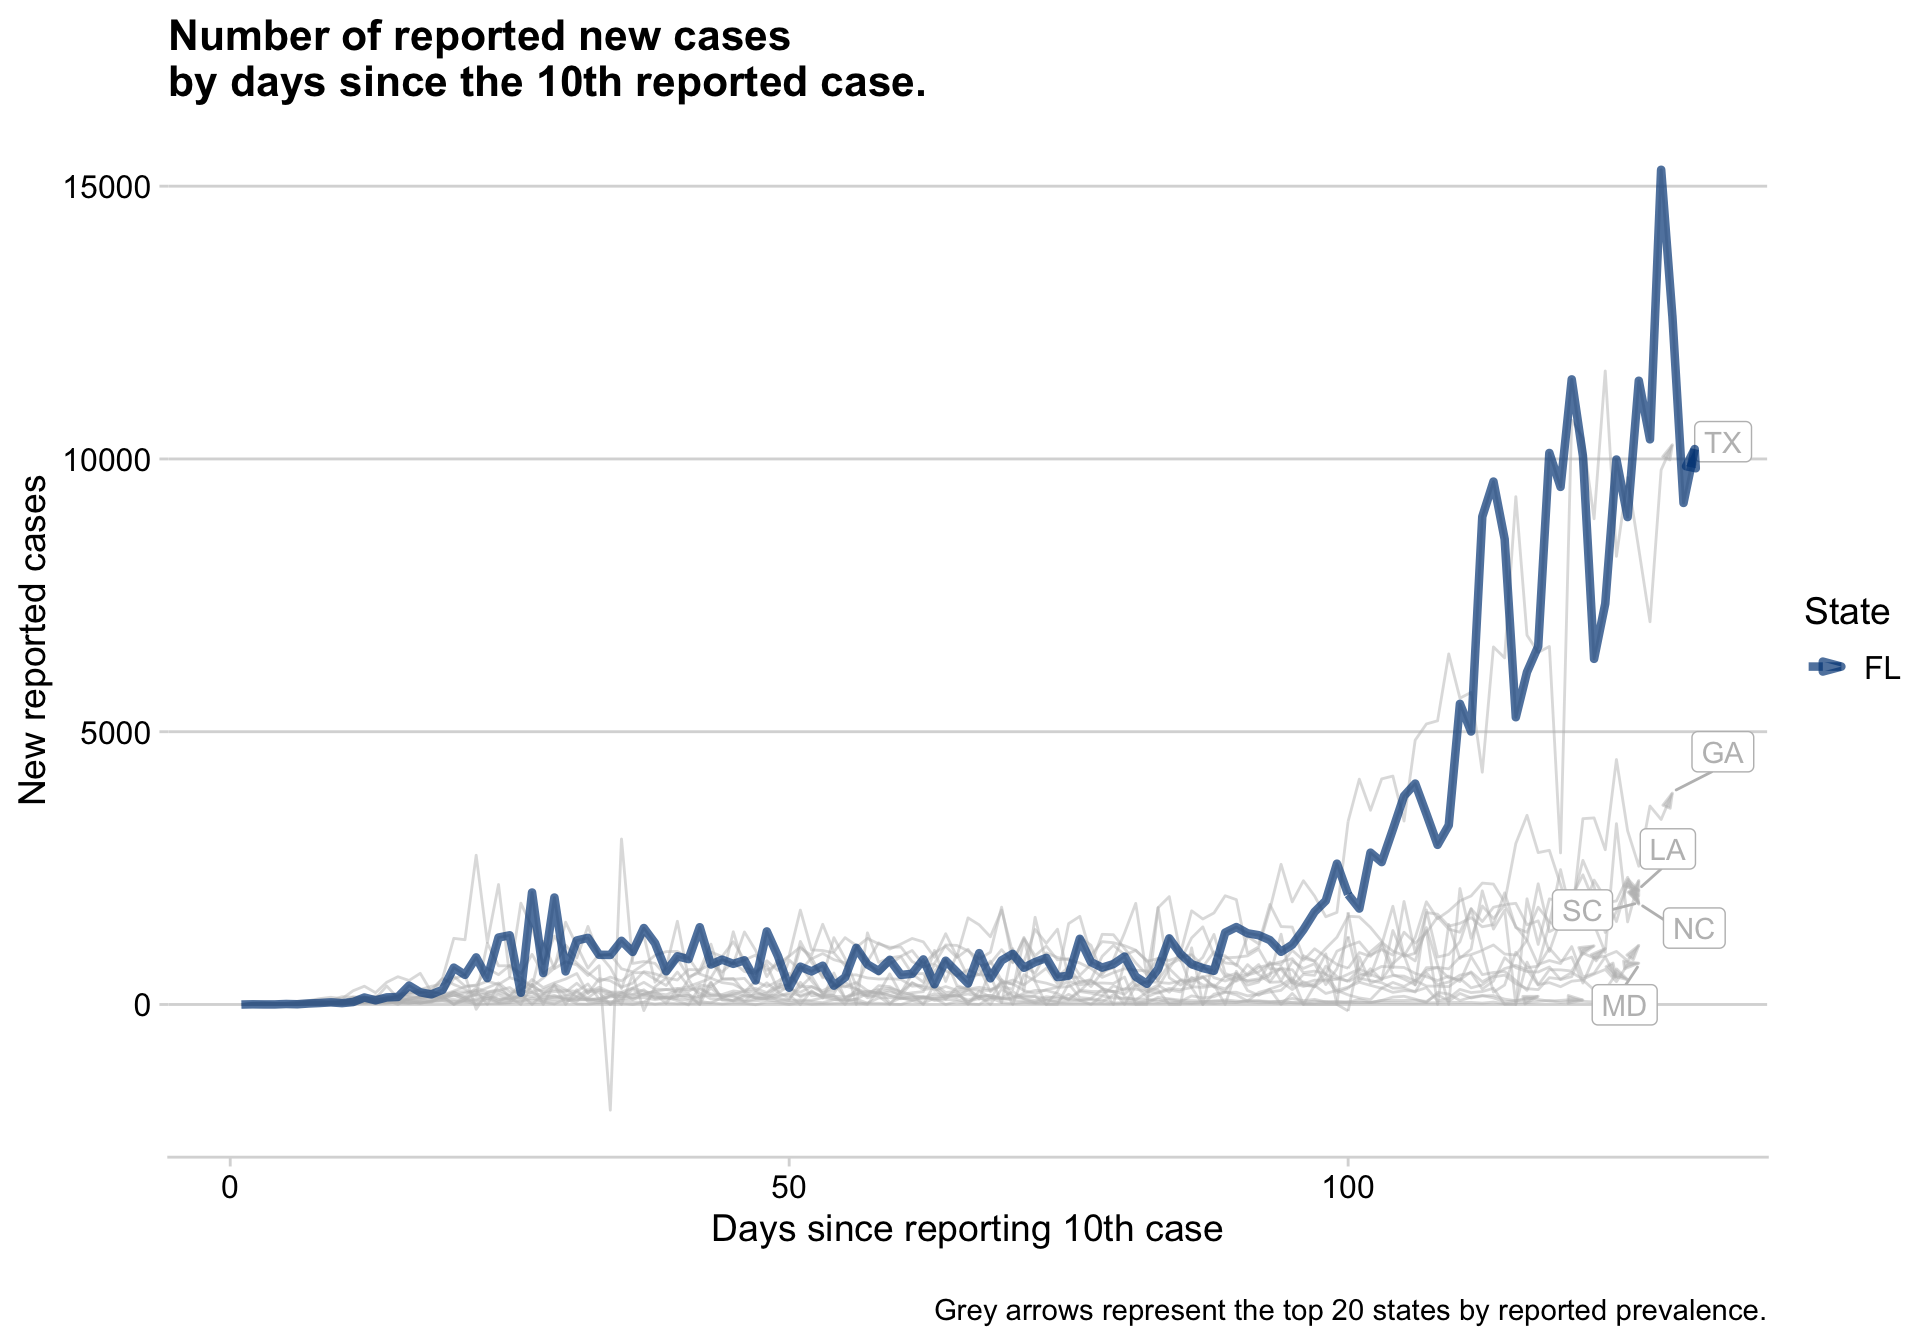 Number of reported new cases
by days since the 10th reported case.
15000
10000
5000
0
New reported cases
TX
GA
LA
SC
NC
MD
State
FL
0 50 100
Days since reporting 10th case
Grey arrows represent the top 20 states by reported prevalence.